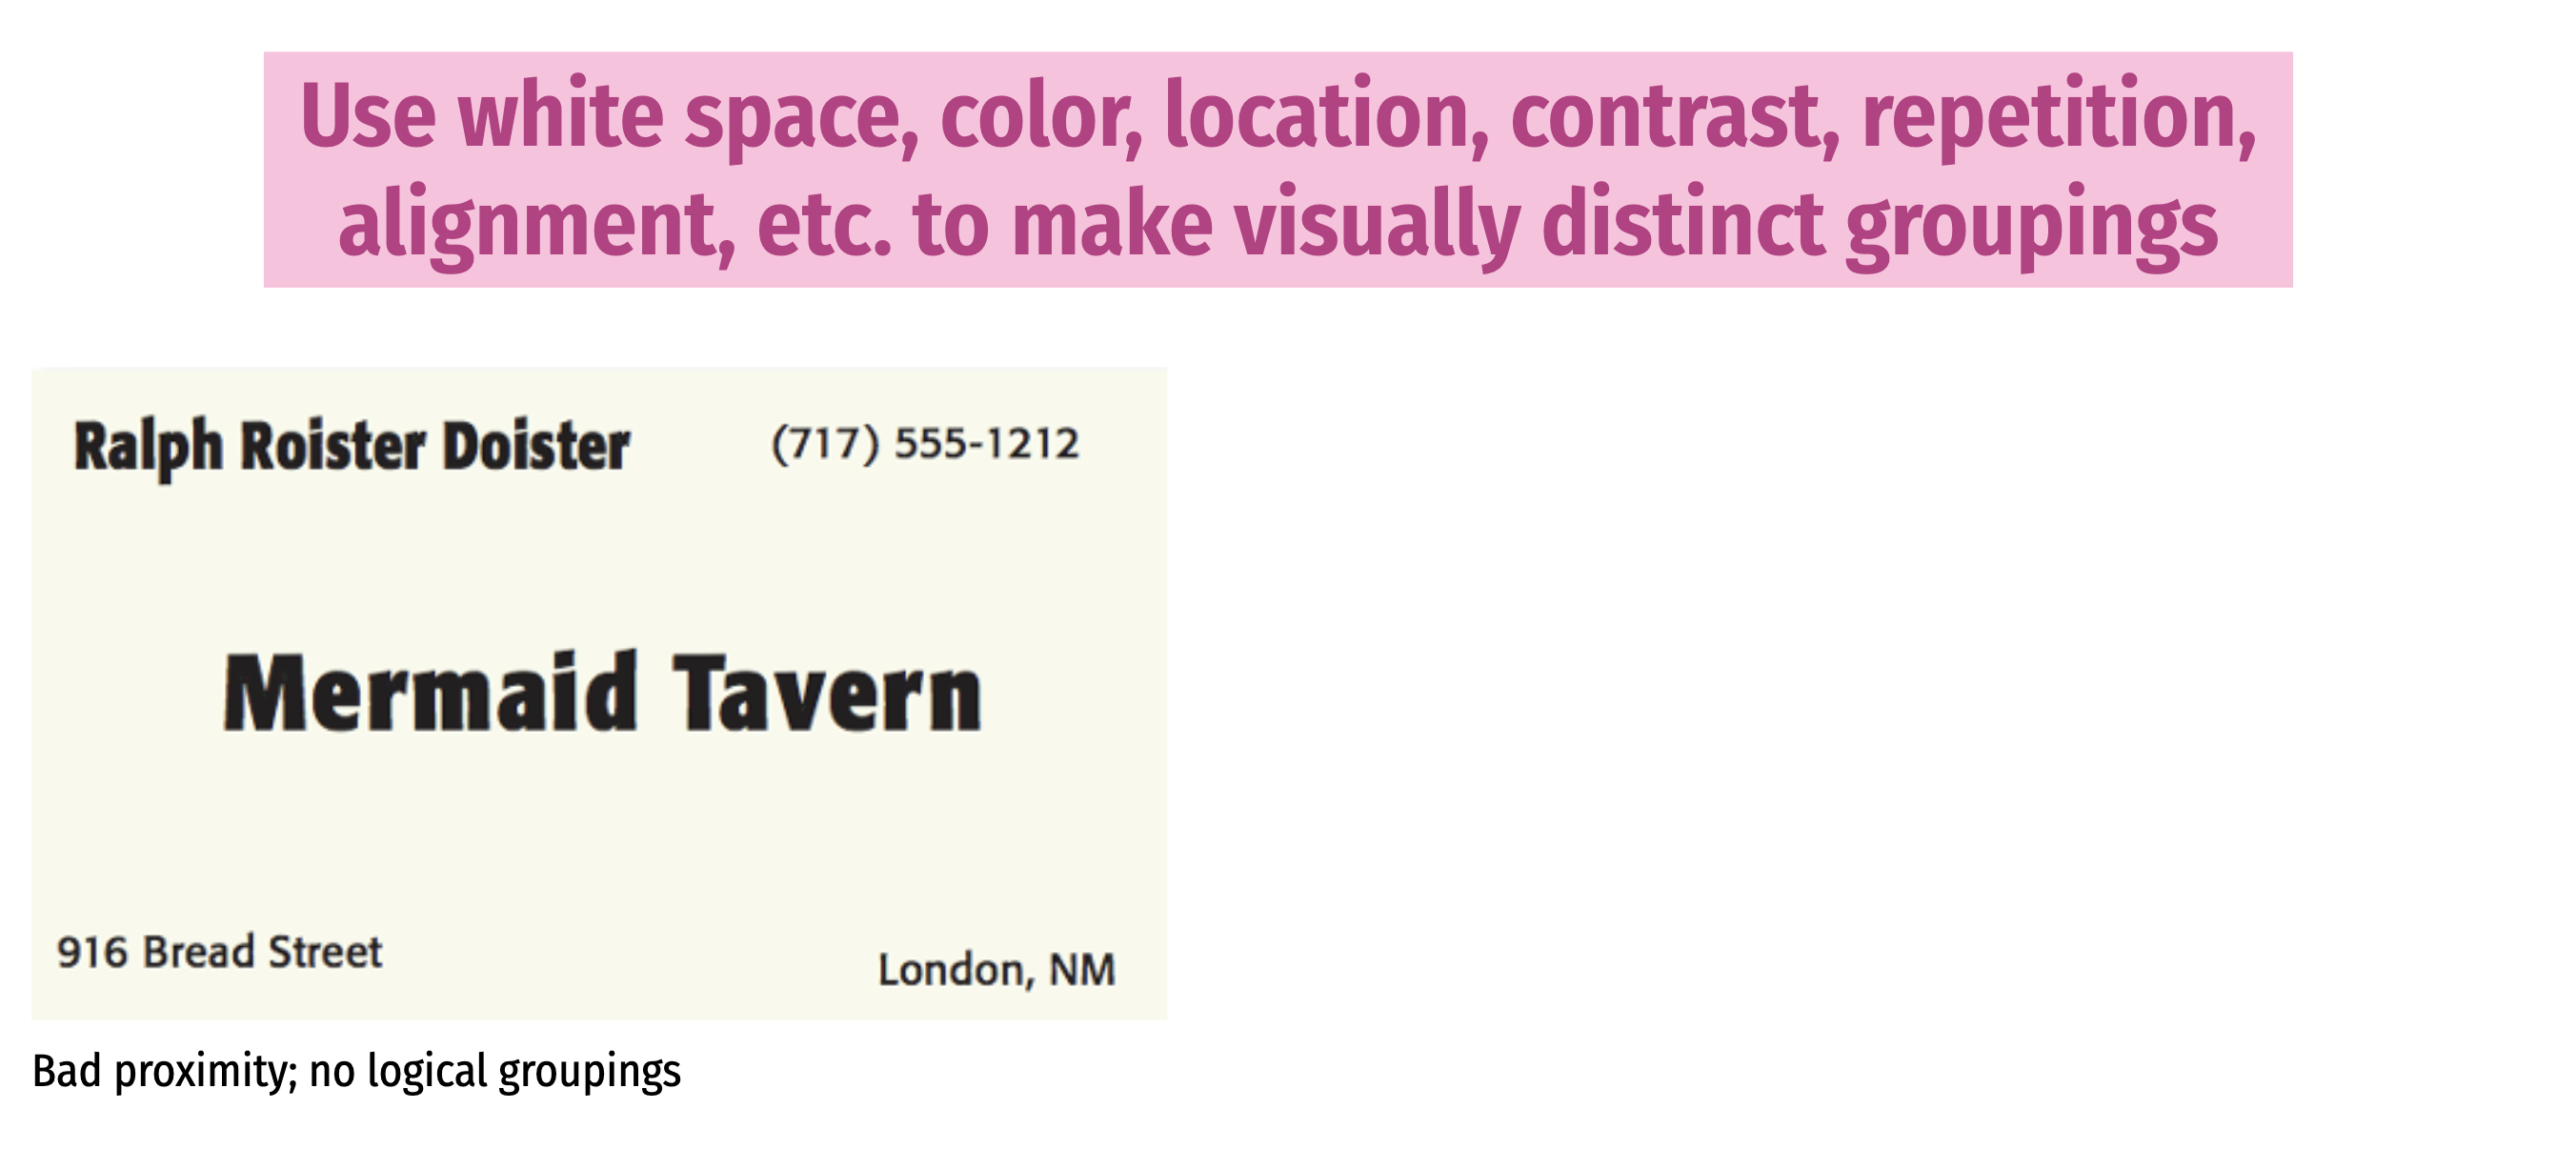 Use white space, color, location, contrast, repetition,
alignment, etc. to make visually distinct groupings
Ralph Roister Doister
(717) 555-1212
Mermaid Tavern
916 Bread Street
London, NM
Bad proximity; no logical groupings